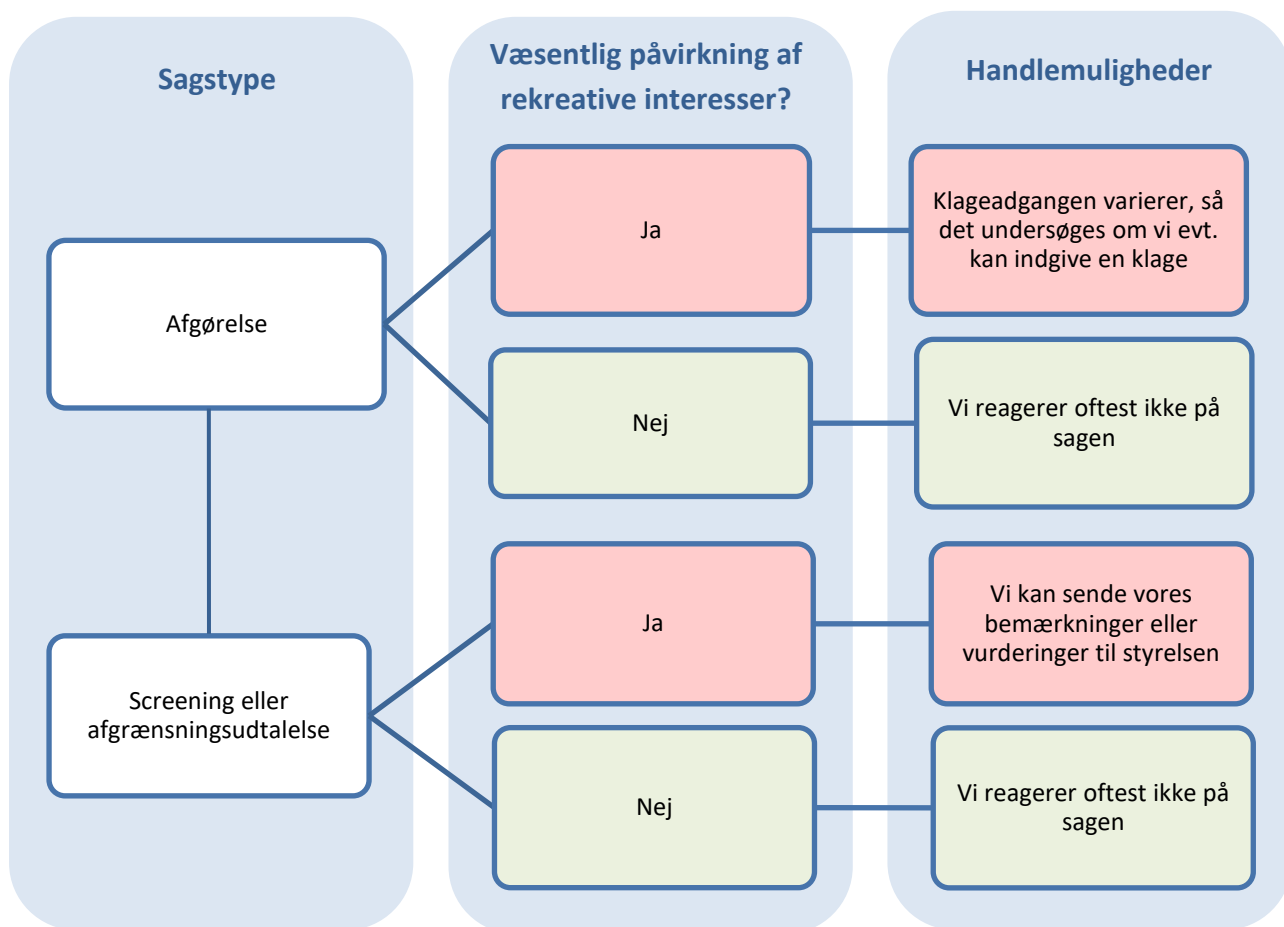 Sagstype
Væsentlig påvirkning af
rekreative interesser?
Handlemuligheder
Afgørelse
Ja
Klageadgangen varierer, så
det undersøges om vi evt.
kan indgive en klage
Nej
Vi reagerer oftest ikke på
sagen
Screening eller
afgrænsningsudtalelse
Ja
Vi kan sende vores
bemærkninger eller
vurderinger til styrelsen
Nej
Vi reagerer oftest ikke på
sagen